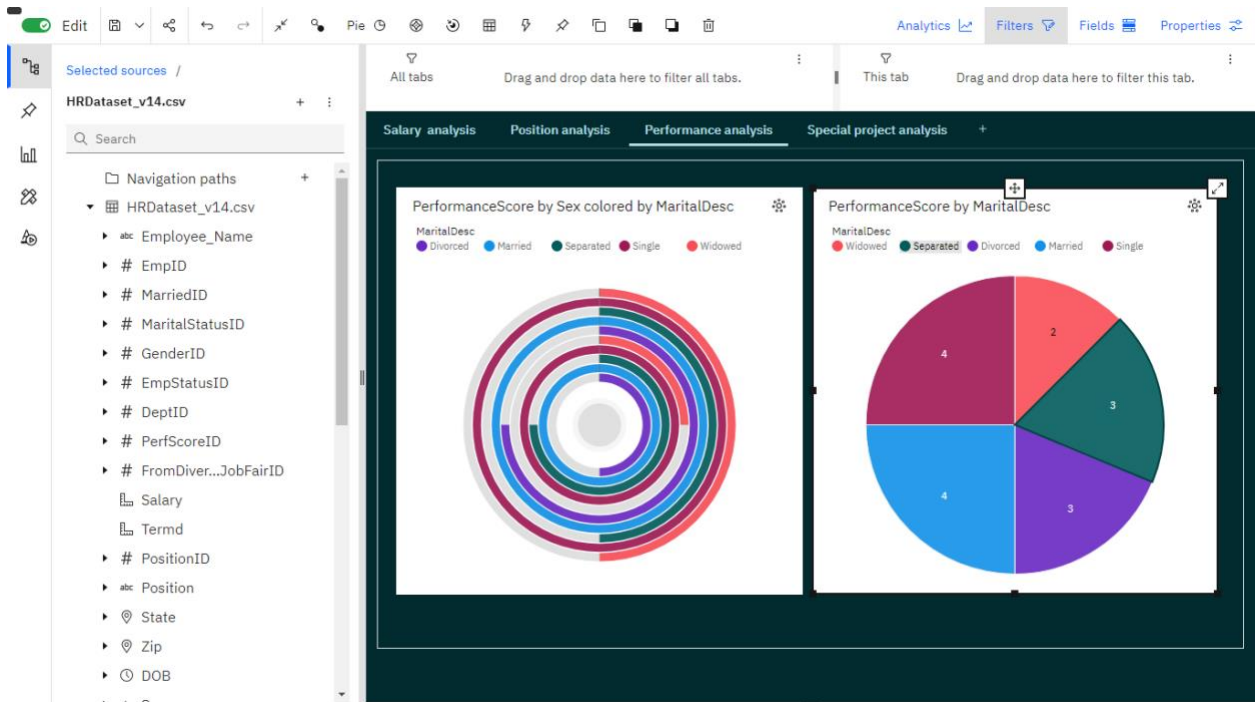 Edit
Pie
Analytics
Filters
Fields
Properties
Selected sources /
HRDataset_v14.csv
Search
Navigation paths
HRDataset_v14.csv
abc Employee_Name
# EmpID
# MarriedID
# MaritalStatusID
# GenderID
# EmpStatusID
# DeptID
# PerfScoreID
# FromDiver...JobFairID
Salary
Termd
# PositionID
abc Position
State
Zip
DOB
All tabs
Drag and drop data here to filter all tabs.
This tab
Drag and drop data here to filter this tab.
Salary analysis Position analysis Performance analysis Special project analysis +
PerformanceScore by Sex colored by MaritalDesc
MaritalDesc
Divorced Married Separated Single Widowed
PerformanceScore by MaritalDesc
MaritalDesc
Widowed Separated Divorced Married Single
2
4
3
4
3